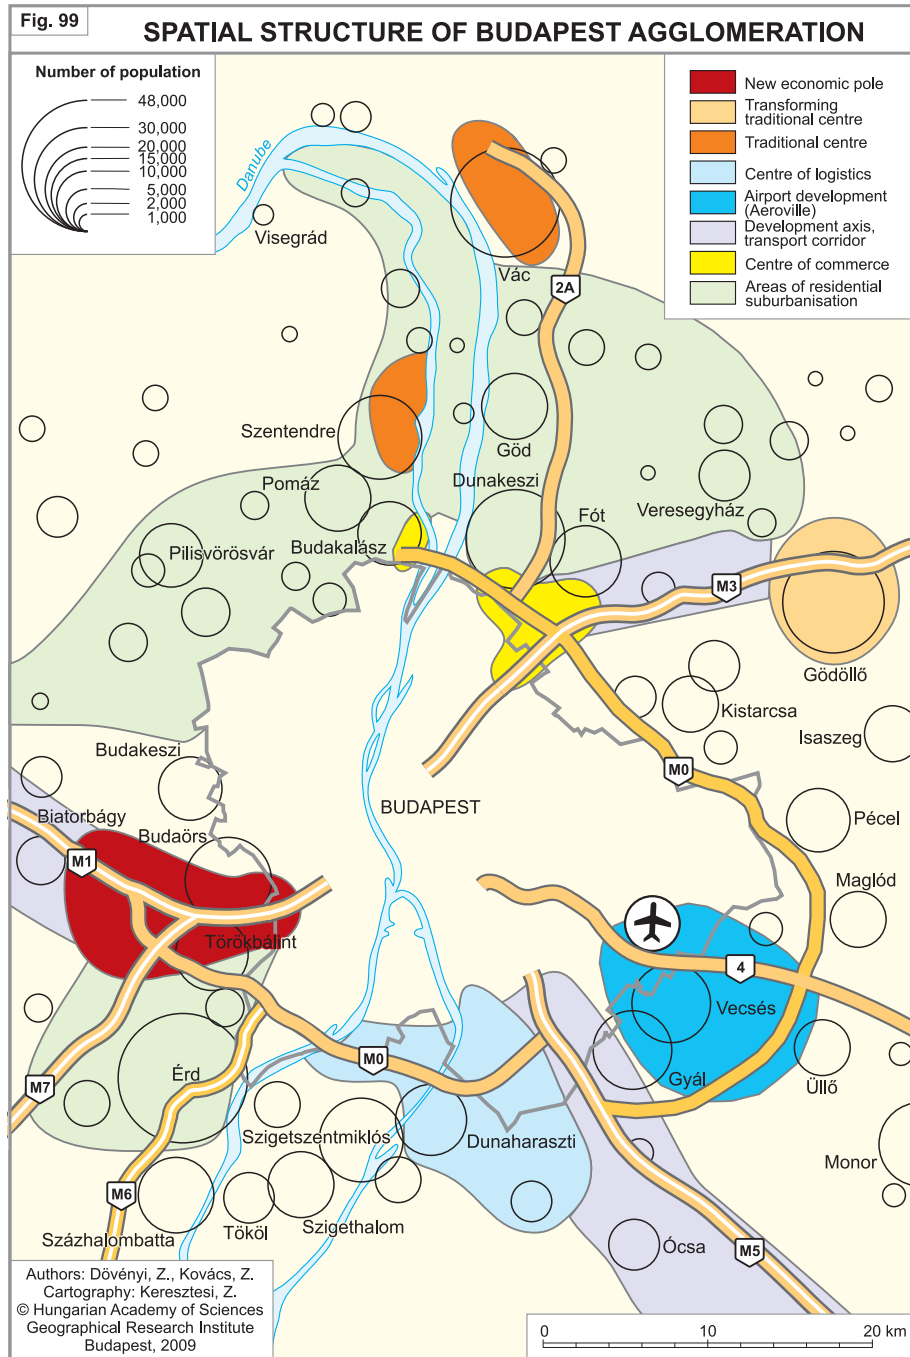 Fig. 99
SPATIAL STRUCTURE OF BUDAPEST AGGLOMERATION
Number of population
48,000
30,000
20,000
15,000
10,000
5,000
2,000
1,000
New economic pole
Transforming
traditional centre
Traditional centre
Centre of logistics
Airport development
(Aeroville)
Development axis,
transport corridor
Centre of commerce
Areas of residential
suburbanisation
Danube
Visegrád
Vác
2A
Szentendre
Göd
Pomáz
Dunakeszi
Fót
Veresegyház
Pilisvörösvár
Budakalász
M3
Gödöllő
Kistarcsa
Isaszeg
Budakeszi
M0
BUDAPEST
Biatorbágy
Budaörs
Pécel
M1
Maglód
Törökbálint
4
Vecsés
M0
Gyál
Üllő
M7
Érd
Szigetszentmiklós
Dunaharaszti
Monor
M6
Százhalombatta
Tököl
Szigethalom
Ócsa
M5
Authors: Dövényi, Z., Kovács, Z.
Cartography: Keresztesi, Z.
© Hungarian Academy of Sciences
Geographical Research Institute
Budapest, 2009
0 10 20 km